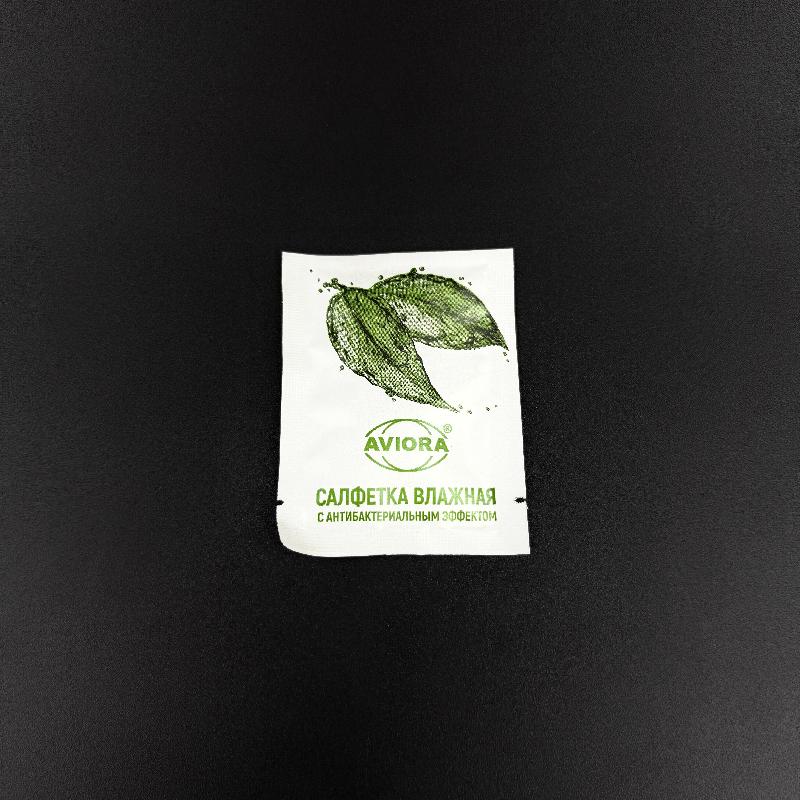 AVIORA®
САЛФЕТКА ВЛАЖНАЯ
С АНТИБАКТЕРИАЛЬНЫМ ЭФФЕКТОМ